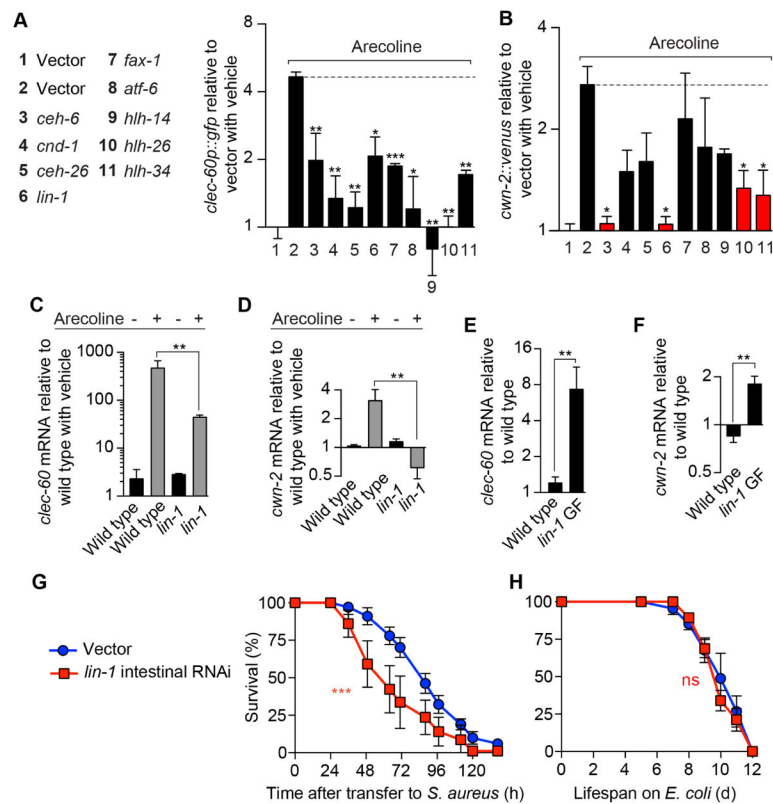 A
1 Vector 7 fax-1
2 Vector 8 atf-6
3 ceh-6 9 hlh-14
4 cnd-1 10 hlh-26
5 ceh-26 11 hlh-34
6 lin-1
clec-60p::gfp relative to
vector with vehicle
Arecoline
8
4
2
1
** ** ** * *** * ** ** **
1 2 3 4 5 6 7 8 9 10 11
B
cwn-2::venus relative to
vector with vehicle
Arecoline
4
2
1
* * * *
1 2 3 4 5 6 7 8 9 10 11
C
Arecoline - + - +
clec-60 mRNA relative to
wild type with vehicle
1000
100
10
1
**
Wild type Wild type lin-1 lin-1
D
Arecoline - + - +
cwn-2 mRNA relative to
wild type with vehicle
4
2
1
0.5
**
Wild type Wild type lin-1 lin-1
E
clec-60 mRNA relative
to wild type
16
8
4
2
1
**
Wild type lin-1 GF
F
cwn-2 mRNA relative
to wild type
2
1
0.5
**
Wild type lin-1 GF
G
Vector
lin-1 intestinal RNAi
Survival (%)
100
75
50
25
0
***
0 24 48 72 96 120
Time after transfer to S. aureus (h)
H
100
75
50
25
0
ns
0 2 4 6 8 10 12
Lifespan on E. coli (d)